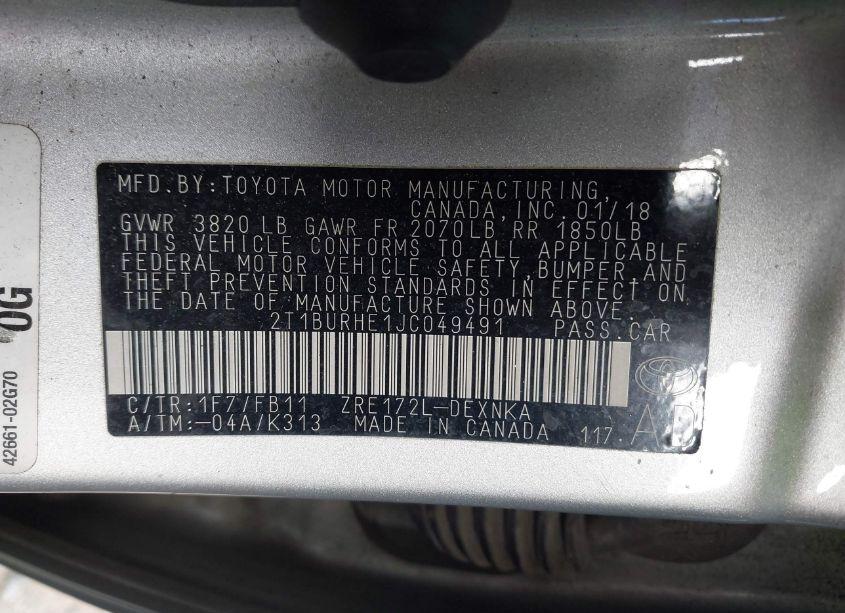 MFD.BY:TOYOTA MOTOR MANUFACTURING,
CANADA, INC. 01/18
GVWR 3820 LB GAWR FR 2070LB RR 1850LB
THIS VEHICLE CONFORMS TO ALL APPLICABLE
FEDERAL MOTOR VEHICLE SAFETY, BUMPER, AND
THEFT PREVENTION STANDARDS IN EFFECT ON
THE DATE OF MANUFACTURE SHOWN ABOVE.
2T1BURHE1JC049491 PASS.CAR
C/TR:1F7/FB11 ZRE172L-DEXNKA
A/TM:-04A/K313 MADE IN CANADA 117. AD
42661-02G70
0G